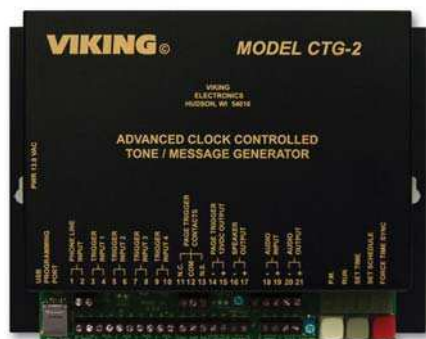 VIKING©
MODEL CTG-2
VIKING
ELECTRONICS
HUDSON, WI 54016
ADVANCED CLOCK CONTROLLED
TONE / MESSAGE GENERATOR
PWR 13.8 VAC
USB
PROGRAMMING
PORT
PHONE LINE
INPUT
TRIGGER
INPUT 1
TRIGGER
INPUT 2
TRIGGER
INPUT 3
TRIGGER
INPUT 4
PAGE TRIGGER
CONTACTS
N.C.
COM
N.O.
PAGE TRIGGER
12VDC OUTPUT
SPEAKER
OUTPUT
AUDIO
INPUT
AUDIO
OUTPUT
P.M.
RUN
SET TIME
SET SCHEDULE
FORCE TIME SYNC
1 2 3 4 5 6 7 8 9 10 11 12 13 14 15 16 17 18 19 20 21